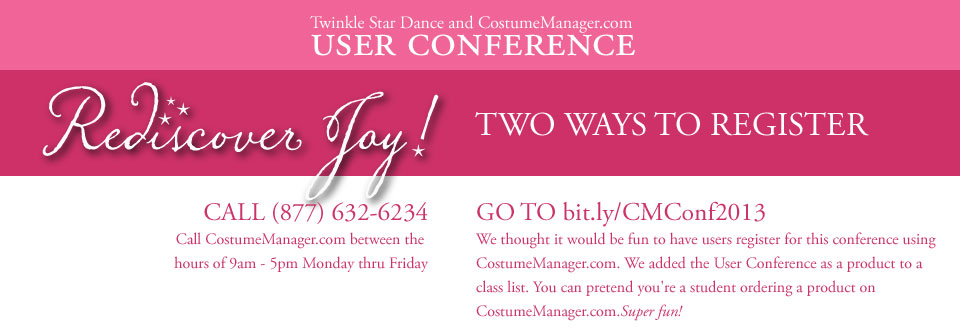 Twinkle Star Dance and CostumeManager.com
USER CONFERENCE
Rediscover Joy!
TWO WAYS TO REGISTER
CALL (877) 632-6234
Call CostumeManager.com between the
hours of 9am - 5pm Monday thru Friday
GO TO bit.ly/CMConf2013
We thought it would be fun to have users register for this conference using
CostumeManager.com. We added the User Conference as a product to a
class list. You can pretend you're a student ordering a product on
CostumeManager.com.Super fun!